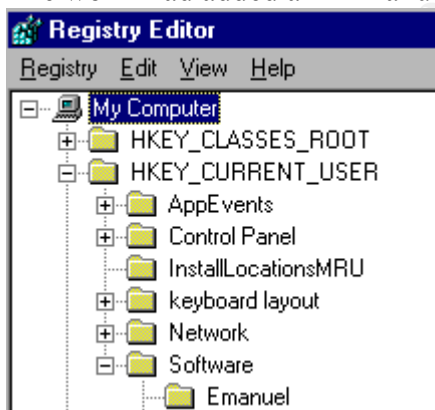 Registry Editor
Registry Edit View Help
My Computer
HKEY_CLASSES_ROOT
HKEY_CURRENT_USER
AppEvents
Control Panel
InstallLocationsMRU
keyboard layout
Network
Software
Emanuel